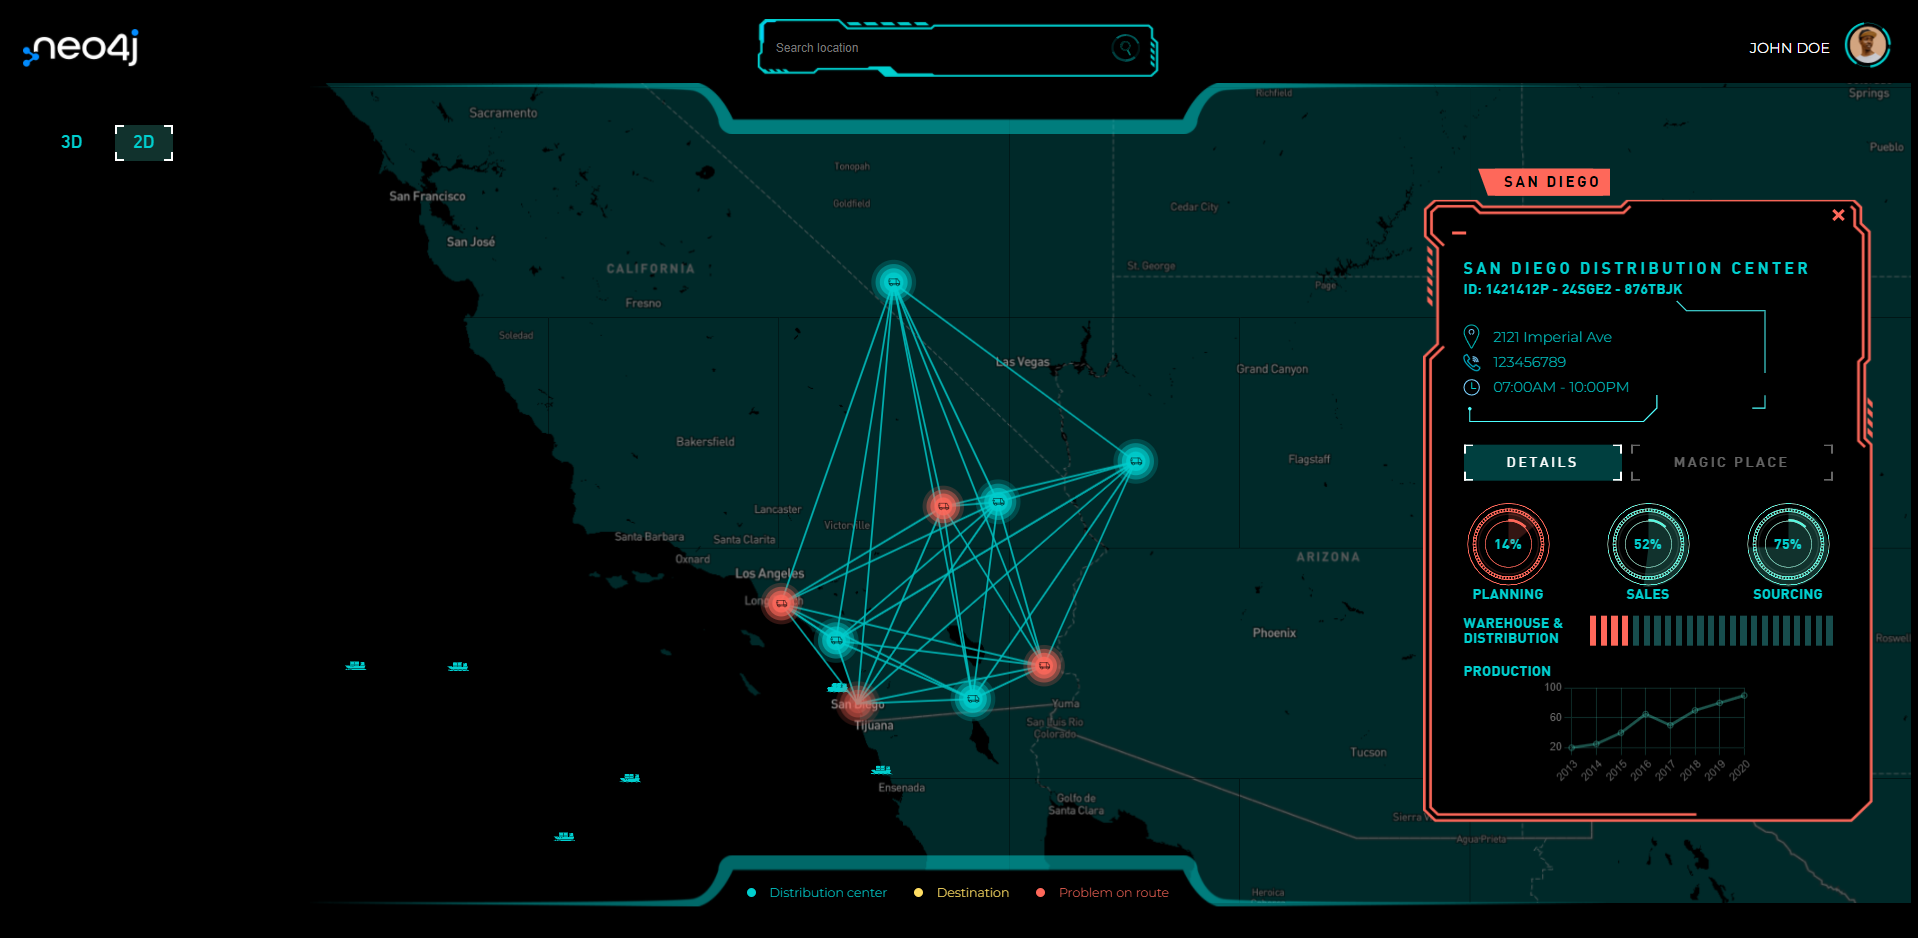 neo4j
Search location
JOHN DOE
3D
2D
Richfield
Springs
Sacramento
Pueblo
Tonopah
San Francisco
Goldfield
Cedar City
San José
CALIFORNIA
St. George
Page
Fresno
Soledad
Las Vegas
Grand Canyon
Bakersfield
Flagstaff
Lancaster
Victorville
Santa Barbara
Santa Clarita
Oxnard
ARIZONA
Los Angeles
Phoenix
Roswell
San Diego
Yuma
Tijuana
San Luis Río
Colorado
Tucson
Ensenada
Golfo de
Santa Clara
Agua Prieta
Heroica
SAN DIEGO
SAN DIEGO DISTRIBUTION CENTER
ID: 1421412P - 24SGE2 - 876TBJK
2121 Imperial Ave
123456789
07:00AM - 10:00PM
DETAILS
MAGIC PLACE
14%
52%
75%
PLANNING
SALES
SOURCING
WAREHOUSE &
DISTRIBUTION
PRODUCTION
100
60
20
2013
2014
2015
2016
2017
2018
2019
2020
Distribution center
Destination
Problem on route